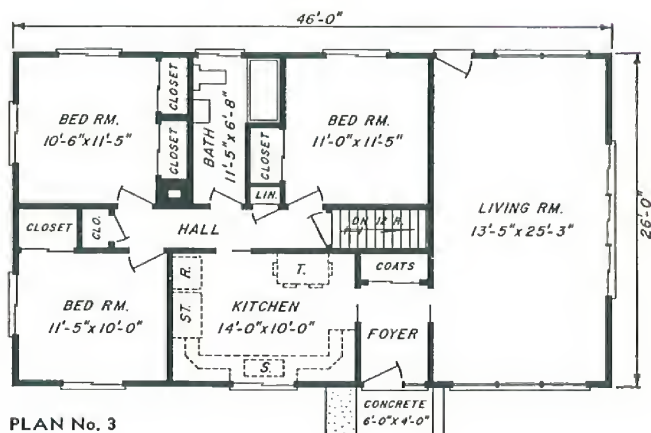 46'-0"
BED RM.
10'-6"x11'-5"
CLOSET
CLOSET
BATH
11'-5"x6'-8"
CLOSET
LIN.
BED RM.
11'-0"x11'-5"
LIVING RM.
13'-5"x25'-3"
26'-0"
CLOSET
CLO.
HALL
DN 12 R.
COATS
BED RM.
11'-5"x10'-0"
R.
ST.
T.
KITCHEN
14'-0"x10'-0"
S.
FOYER
CONCRETE
6'-0"x4'-0"
PLAN No. 3